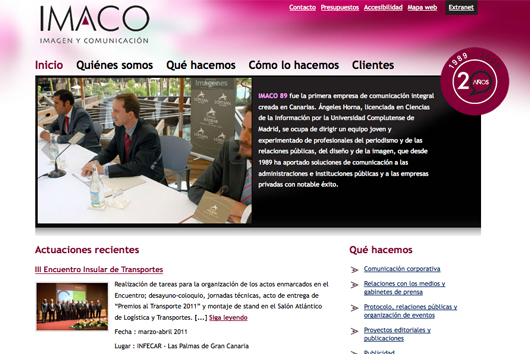 IMACO
IMAGEN Y COMUNICACIÓN
Contacto Presupuestos Accesibilidad Mapa web Extranet
Inicio Quiénes somos Qué hacemos Cómo lo hacemos Clientes
1989
20 AÑOS
Imágenes
IMACO 89 fue la primera empresa de comunicación integral
creada en Canarias. Ángeles Horna, licenciada en Ciencias
de la Información por la Universidad Complutense de
Madrid, se ocupa de dirigir un equipo joven y
experimentado de profesionales del periodismo y de las
relaciones públicas, del diseño y de la imagen, que desde
1989 ha aportado soluciones de comunicación a las
administraciones e instituciones públicas y a las empresas
privadas con notable éxito.
Actuaciones recientes
III Encuentro Insular de Transportes
Realización de tareas para la organización de los actos enmarcados en el
Encuentro; desayuno-coloquio, jornadas técnicas, acto de entrega de
"Premios al Transporte 2011" y montaje de stand en el Salón Atlántico
de Logística y Transportes. [...] Siga leyendo
Fecha : marzo-abril 2011
Lugar : INFECAR - Las Palmas de Gran Canaria
Qué hacemos
Comunicación corporativa
Relaciones con los medios y
gabinetes de prensa
Protocolo, relaciones públicas y
organización de eventos
Proyectos editoriales y
publicaciones
Publicidad